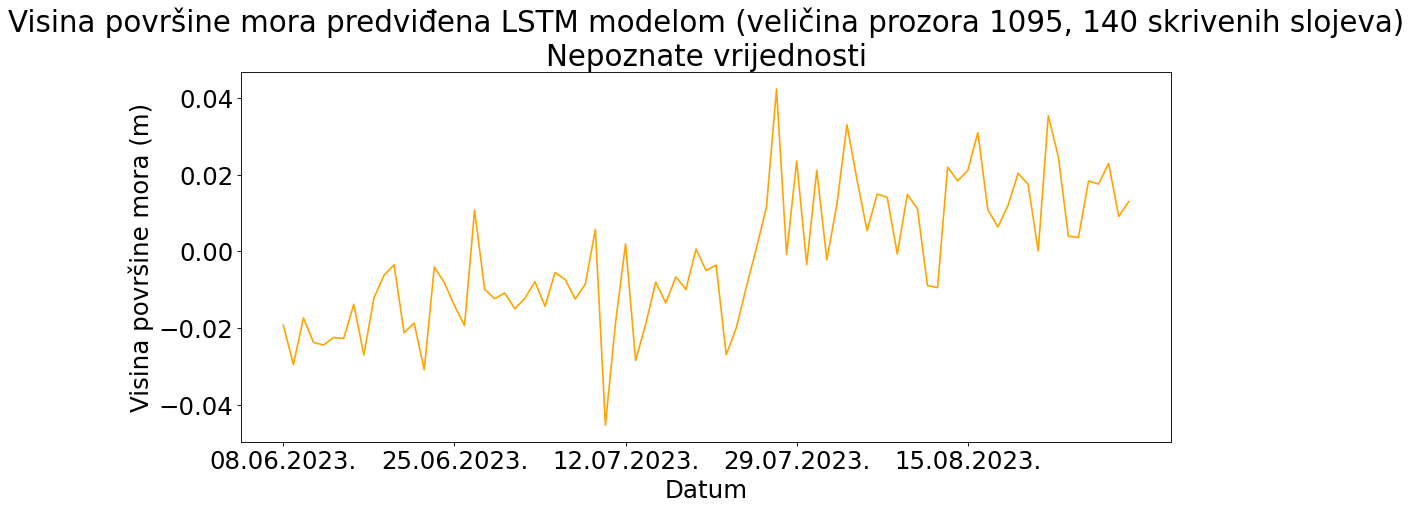 Visina površine mora predviđena LSTM modelom (veličina prozora 1095, 140 skrivenih slojeva)
Nepoznate vrijednosti
Visina površine mora (m)
0.04
0.02
0.00
−0.02
−0.04
08.06.2023. 25.06.2023. 12.07.2023. 29.07.2023. 15.08.2023.
Datum